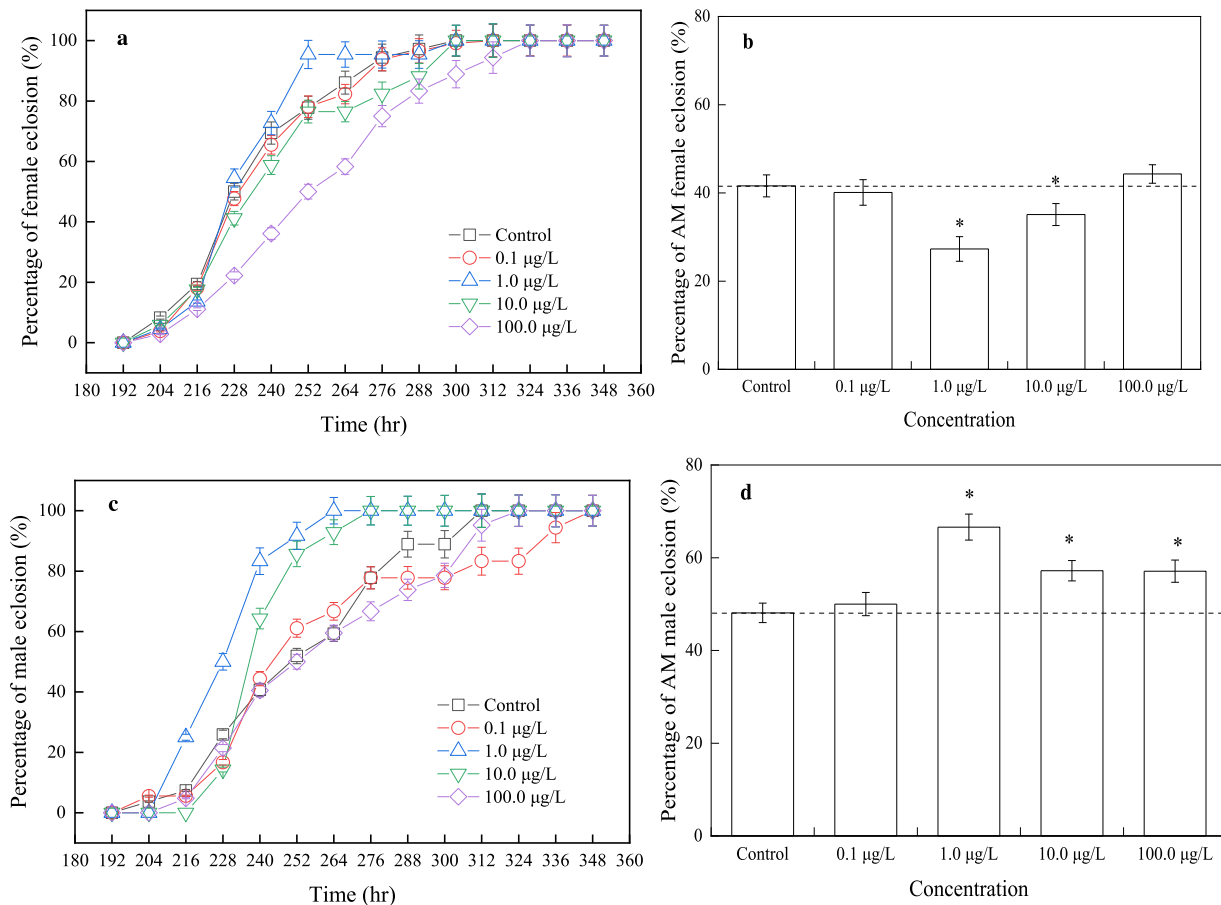 a
Percentage of female eclosion (%)
100
80
60
40
20
0
Control
0.1 μg/L
1.0 μg/L
10.0 μg/L
100.0 μg/L
180 192 204 216 228 240 252 264 276 288 300 312 324 336 348 360
Time (hr)
b
Percentage of AM female eclosion (%)
80
60
40
20
0
*
*
Control 0.1 μg/L 1.0 μg/L 10.0 μg/L 100.0 μg/L
Concentration
c
Percentage of male eclosion (%)
100
80
60
40
20
0
Control
0.1 μg/L
1.0 μg/L
10.0 μg/L
100.0 μg/L
180 192 204 216 228 240 252 264 276 288 300 312 324 336 348 360
Time (hr)
d
Percentage of AM male eclosion (%)
80
60
40
20
0
*
*
*
Control 0.1 μg/L 1.0 μg/L 10.0 μg/L 100.0 μg/L
Concentration